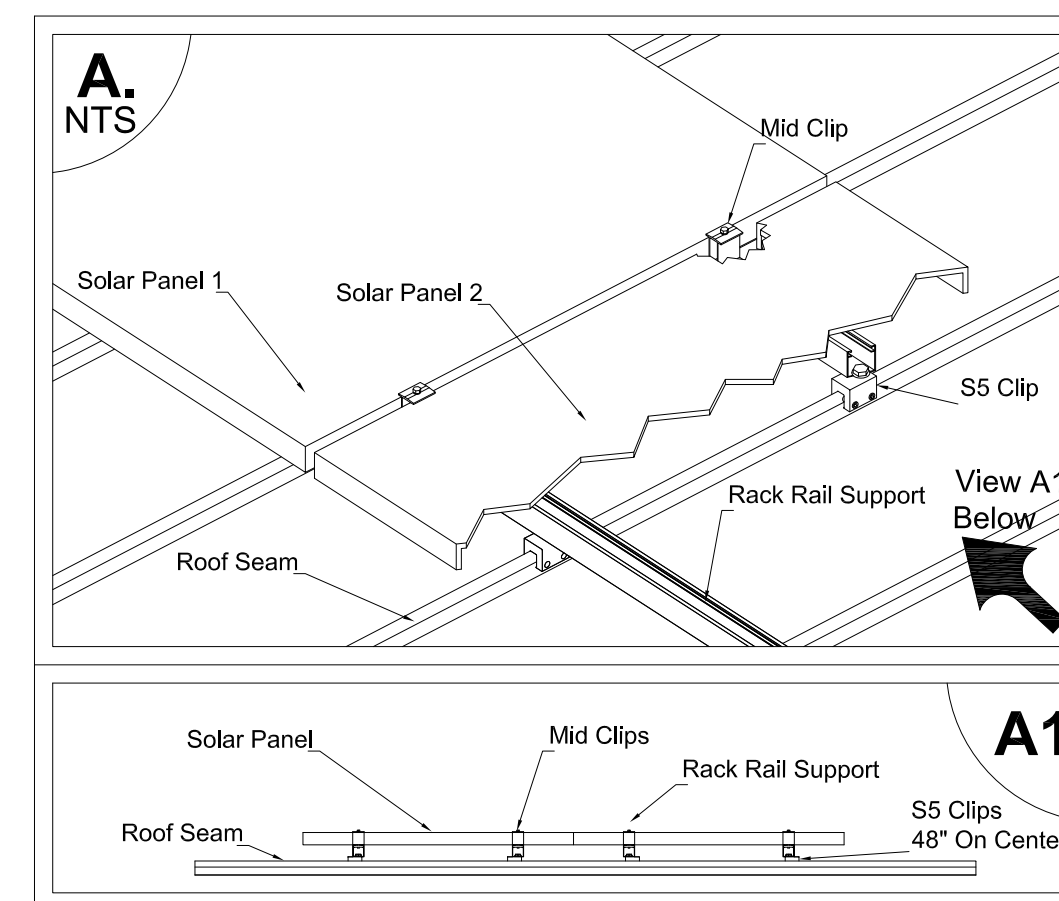 A.
NTS
Mid Clip
Solar Panel 1
Solar Panel 2
S5 Clip
View A1
Below
Rack Rail Support
Roof Seam
A1
Solar Panel
Mid Clips
Rack Rail Support
S5 Clips
48" On Cente
Roof Seam